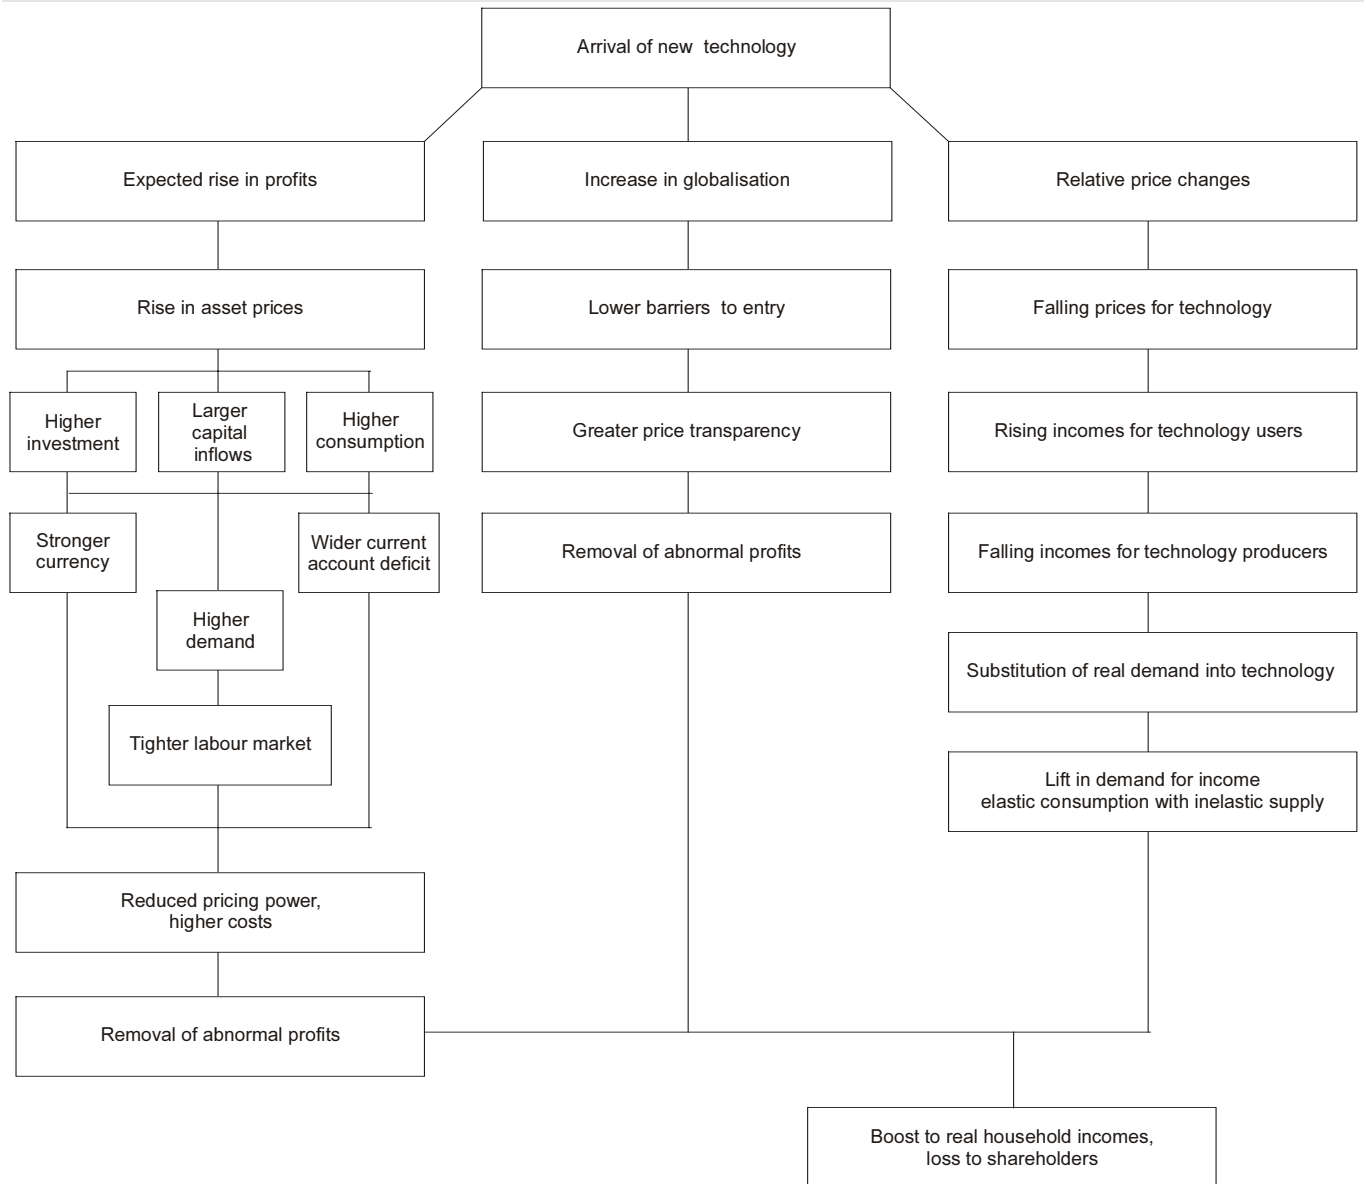 Arrival of new technology
Expected rise in profits
Increase in globalisation
Relative price changes
Rise in asset prices
Lower barriers to entry
Falling prices for technology
Higher
investment
Larger
capital
inflows
Higher
consumption
Greater price transparency
Rising incomes for technology users
Stronger
currency
Wider current
account deficit
Removal of abnormal profits
Falling incomes for technology producers
Higher
demand
Substitution of real demand into technology
Tighter labour market
Lift in demand for income
elastic consumption with inelastic supply
Reduced pricing power,
higher costs
Removal of abnormal profits
Boost to real household incomes,
loss to shareholders